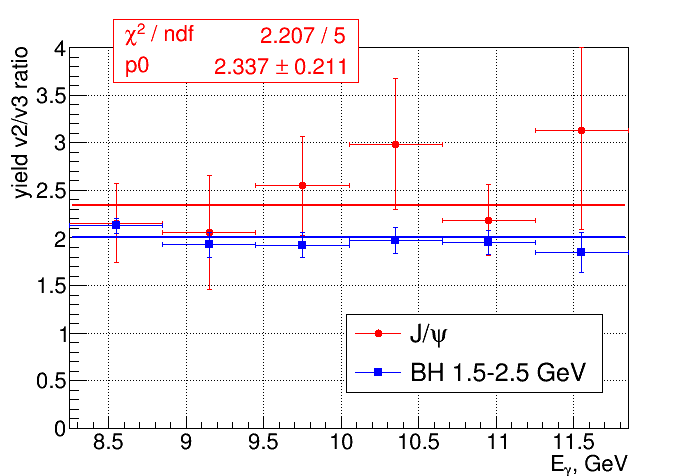 χ² / ndf 2.207 / 5
p0 2.337 ± 0.211
yield v2/v3 ratio
4
3.5
3
2.5
2
1.5
1
0.5
0
J/ψ
BH 1.5-2.5 GeV
8.5 9 9.5 10 10.5 11 11.5
Eγ, GeV